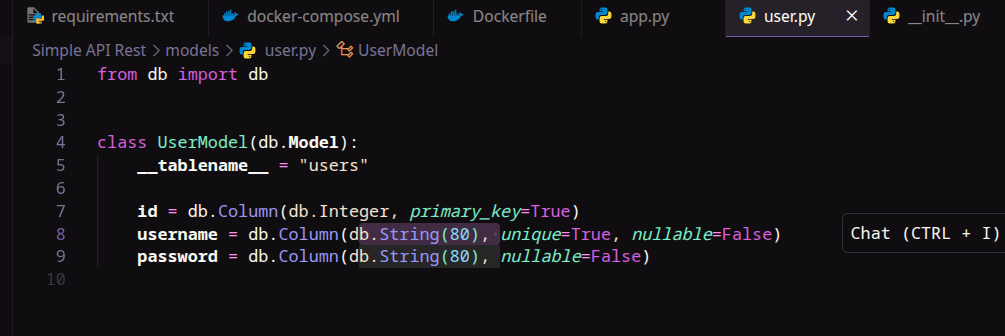 requirements.txt docker-compose.yml Dockerfile app.py user.py × __init__.py
Simple API Rest > models > user.py > UserModel
1 from db import db
2
3
4 class UserModel(db.Model):
5 __tablename__ = "users"
6
7 id = db.Column(db.Integer, primary_key=True)
8 username = db.Column(db.String(80), unique=True, nullable=False)
Chat (CTRL + I)
9 password = db.Column(db.String(80), nullable=False)
10